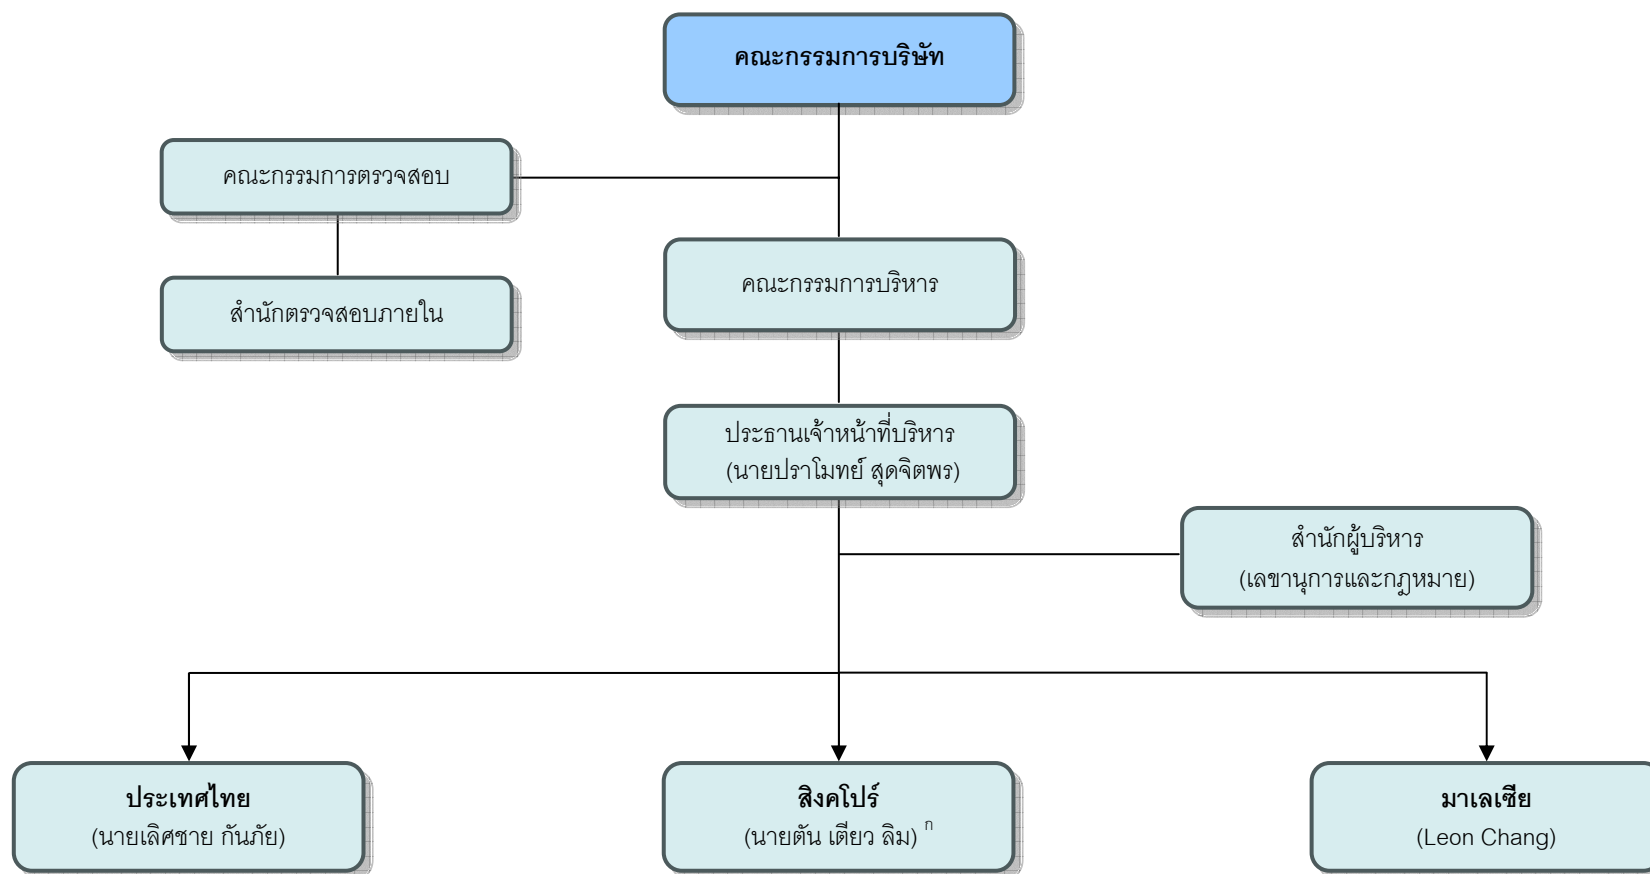 คณะกรรมการบริษัท
คณะกรรมการตรวจสอบ
คณะกรรมการบริหาร
สำนักตรวจสอบภายใน
ประธานเจ้าหน้าที่บริหาร
(นายปราโมทย์ สุดจิตพร)
สำนักผู้บริหาร
(เลขานุการและกฎหมาย)
ประเทศไทย
(นายเลิศชาย กันภัย)
สิงคโปร์
(นายตัน เตียว ลิม) ก
มาเลเซีย
(Leon Chang)